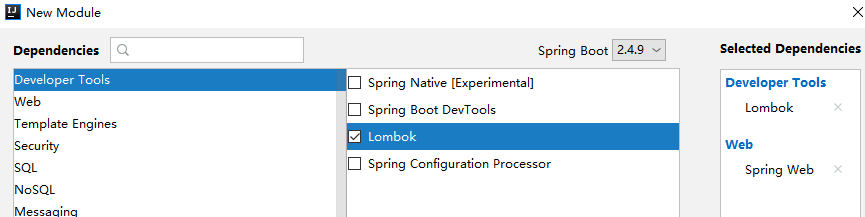 IJ New Module
Dependencies Spring Boot 2.4.9 Selected Dependencies
Developer Tools
Web
Template Engines
Security
SQL
NoSQL
Messaging
Spring Native [Experimental]
Spring Boot DevTools
Lombok
Spring Configuration Processor
Developer Tools
Lombok
Web
Spring Web